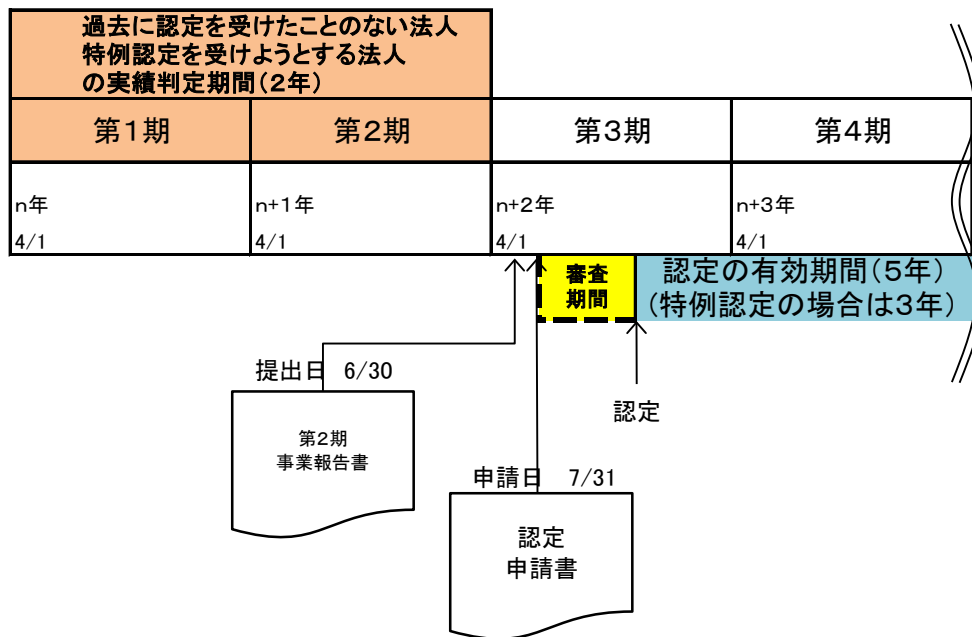 過去に認定を受けたことのない法人
特例認定を受けようとする法人
の実績判定期間(2年)
第1期
第2期
第3期
第4期
n年
4/1
n+1年
4/1
n+2年
4/1
n+3年
4/1
審査
期間
認定の有効期間(5年)
(特例認定の場合は3年)
提出日 6/30
認定
第2期
事業報告書
申請日 7/31
認定
申請書